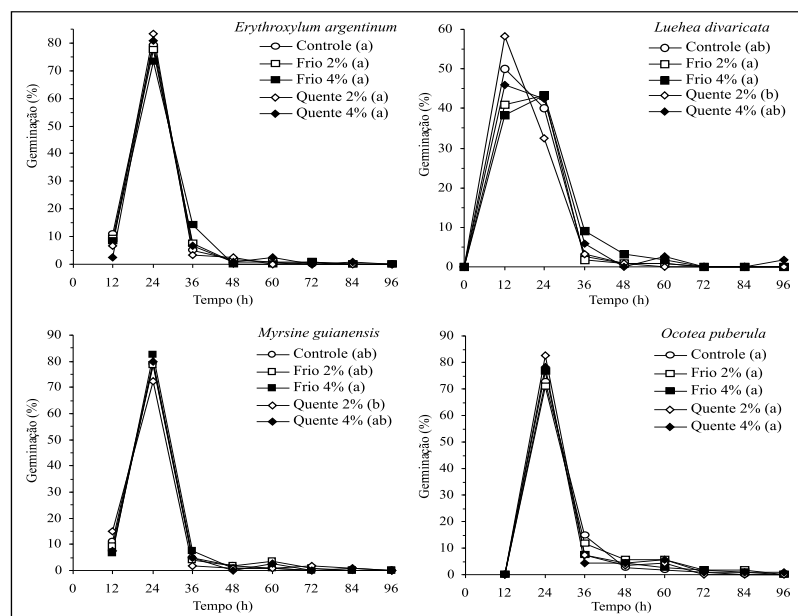 Erythroxylum argentinum
Controle (a)
Frio 2% (a)
Frio 4% (a)
Quente 2% (a)
Quente 4% (a)
Germinação (%)
80
70
60
50
40
30
20
10
0
0 12 24 36 48 60 72 84 96
Tempo (h)
Luehea divaricata
Controle (ab)
Frio 2% (a)
Frio 4% (a)
Quente 2% (b)
Quente 4% (ab)
Germinação (%)
60
50
40
30
20
10
0
0 12 24 36 48 60 72 84 96
Tempo (h)
Myrsine guianensis
Controle (ab)
Frio 2% (ab)
Frio 4% (a)
Quente 2% (b)
Quente 4% (ab)
Germinação (%)
90
80
70
60
50
40
30
20
10
0
0 12 24 36 48 60 72 84 96
Tempo (h)
Ocotea puberula
Controle (a)
Frio 2% (a)
Frio 4% (a)
Quente 2% (a)
Quente 4% (a)
Germinação (%)
90
80
70
60
50
40
30
20
10
0
0 12 24 36 48 60 72 84 96
Tempo (h)